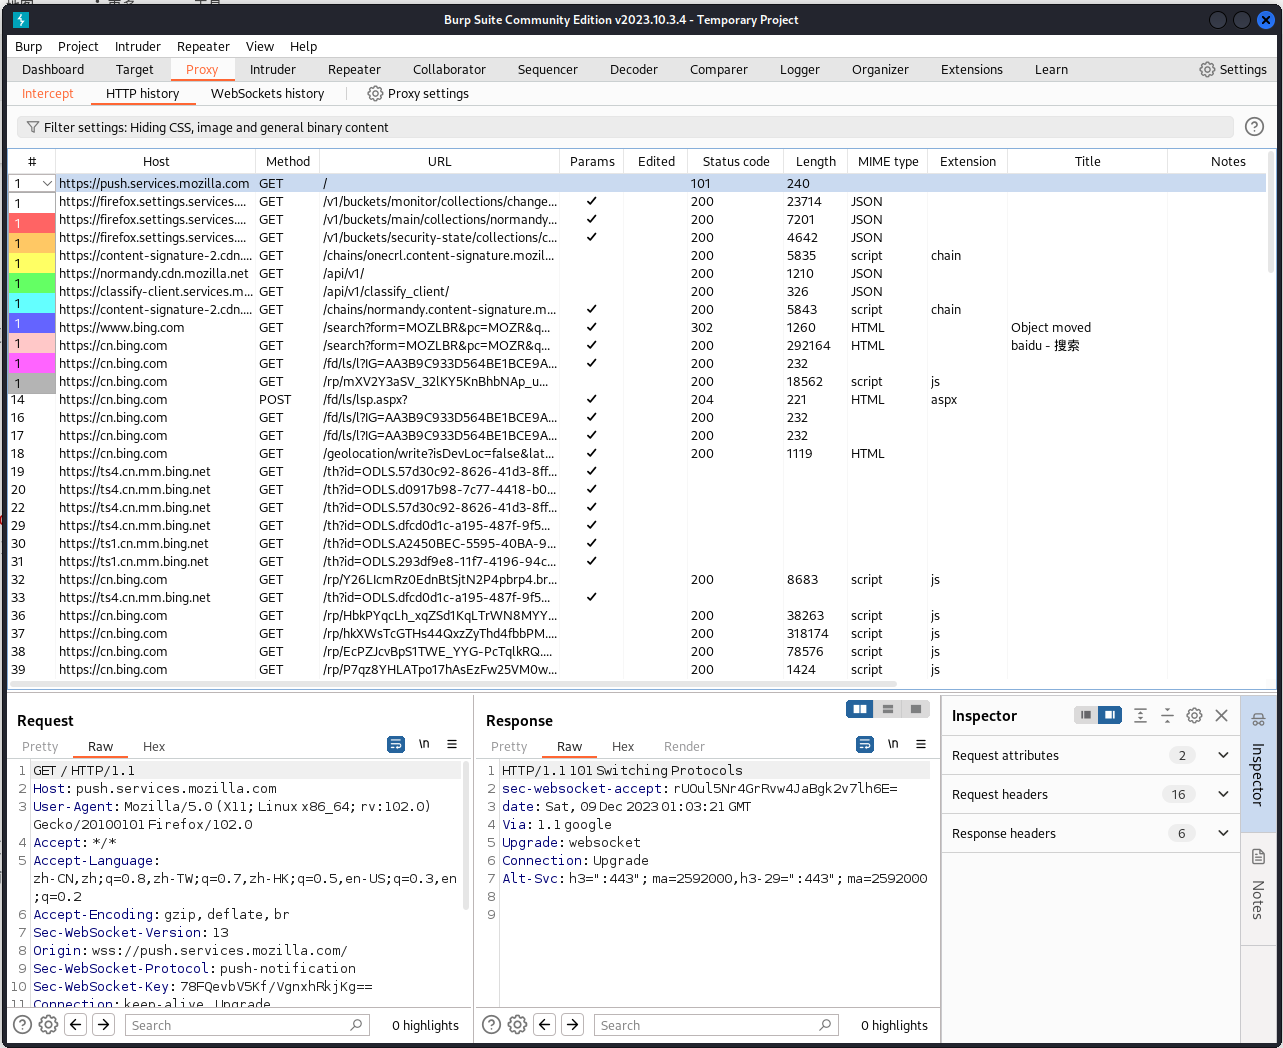 Burp Suite Community Edition v2023.10.3.4 - Temporary Project
Burp Project Intruder Repeater View Help
Dashboard Target Proxy Intruder Repeater Collaborator Sequencer Decoder Comparer Logger Organizer Extensions Learn Settings
Intercept HTTP history WebSockets history Proxy settings
Filter settings: Hiding CSS, image and general binary content
# Host Method URL Params Edited Status code Length MIME type Extension Title Notes
1 https://push.services.mozilla.com GET / 101 240
1 https://firefox.settings.services.... GET /v1/buckets/monitor/collections/change... ✓ 200 23714 JSON
1 https://firefox.settings.services.... GET /v1/buckets/main/collections/normandy... ✓ 200 7201 JSON
1 https://firefox.settings.services.... GET /v1/buckets/security-state/collections/c... ✓ 200 4642 JSON
1 https://content-signature-2.cdn.... GET /chains/onecrl.content-signature.mozil... 200 5835 script chain
1 https://normandy.cdn.mozilla.net GET /api/v1/ 200 1210 JSON
1 https://classify-client.services.m... GET /api/v1/classify_client/ 200 326 JSON
1 https://content-signature-2.cdn.... GET /chains/normandy.content-signature.m... ✓ 200 5843 script chain
1 https://www.bing.com GET /search?form=MOZLBR&pc=MOZR&q... ✓ 302 1260 HTML Object moved
1 https://cn.bing.com GET /search?form=MOZLBR&pc=MOZR&q... ✓ 200 292164 HTML baidu - 搜索
1 https://cn.bing.com GET /fd/ls/l?IG=AA3B9C933D564BE1BCE9A... ✓ 200 232
https://cn.bing.com GET /rp/mXV2Y3aSV_32lKY5KnBhbNAp_u... 200 18562 script js
14 https://cn.bing.com POST /fd/ls/lsp.aspx? ✓ 204 221 HTML aspx
16 https://cn.bing.com GET /fd/ls/l?IG=AA3B9C933D564BE1BCE9A... ✓ 200 232
17 https://cn.bing.com GET /fd/ls/l?IG=AA3B9C933D564BE1BCE9A... ✓ 200 232
18 https://cn.bing.com GET /geolocation/write?isDevLoc=false&lat... ✓ 200 1119 HTML
19 https://ts4.cn.mm.bing.net GET /th?id=ODLS.57d30c92-8626-41d3-8ff... ✓
20 https://ts4.cn.mm.bing.net GET /th?id=ODLS.d0917b98-7c77-4418-b0... ✓
22 https://ts4.cn.mm.bing.net GET /th?id=ODLS.57d30c92-8626-41d3-8ff... ✓
29 https://ts4.cn.mm.bing.net GET /th?id=ODLS.dfcd0d1c-a195-487f-9f5... ✓
30 https://ts1.cn.mm.bing.net GET /th?id=ODLS.A2450BEC-5595-40BA-9... ✓
31 https://ts1.cn.mm.bing.net GET /th?id=ODLS.293df9e8-11f7-4196-94c... ✓
32 https://cn.bing.com GET /rp/Y26LIcmRz0EdnBtSjtN2P4pbrp4.br... 200 8683 script js
33 https://ts4.cn.mm.bing.net GET /th?id=ODLS.dfcd0d1c-a195-487f-9f5... ✓
36 https://cn.bing.com GET /rp/HbkPYqcLh_xqZSd1KqLTrWN8MYY... 200 38263 script js
37 https://cn.bing.com GET /rp/hkXWsTcGTHs44QxzZyThd4fbbPM.... 200 318174 script js
38 https://cn.bing.com GET /rp/EcPZJcvBpS1TWE_YYG-PcTqlkRQ.... 200 78576 script js
39 https://cn.bing.com GET /rp/P7qz8YHLATpo17hAsEzFw25VM0w... 200 1424 script js
Request
Pretty Raw Hex \n
1 GET / HTTP/1.1
2 Host: push.services.mozilla.com
3 User-Agent: Mozilla/5.0 (X11; Linux x86_64; rv:102.0)
Gecko/20100101 Firefox/102.0
4 Accept: */*
5 Accept-Language:
zh-CN,zh;q=0.8,zh-TW;q=0.7,zh-HK;q=0.5,en-US;q=0.3,en
;q=0.2
6 Accept-Encoding: gzip, deflate, br
7 Sec-WebSocket-Version: 13
8 Origin: wss://push.services.mozilla.com/
9 Sec-WebSocket-Protocol: push-notification
10 Sec-WebSocket-Key: 78FQevbV5Kf/VgnxhRkjKg==
11 Connection: keep-alive, Upgrade
Search 0 highlights
Response
Pretty Raw Hex Render \n
1 HTTP/1.1 101 Switching Protocols
2 sec-websocket-accept: rUOul5Nr4GrRvw4JaBgk2v7lh6E=
3 date: Sat, 09 Dec 2023 01:03:21 GMT
4 Via: 1.1 google
5 Upgrade: websocket
6 Connection: Upgrade
7 Alt-Svc: h3=":443"; ma=2592000,h3-29=":443"; ma=2592000
8
9
Search 0 highlights
Inspector
Request attributes 2
Request headers 16
Response headers 6
Inspector
Notes